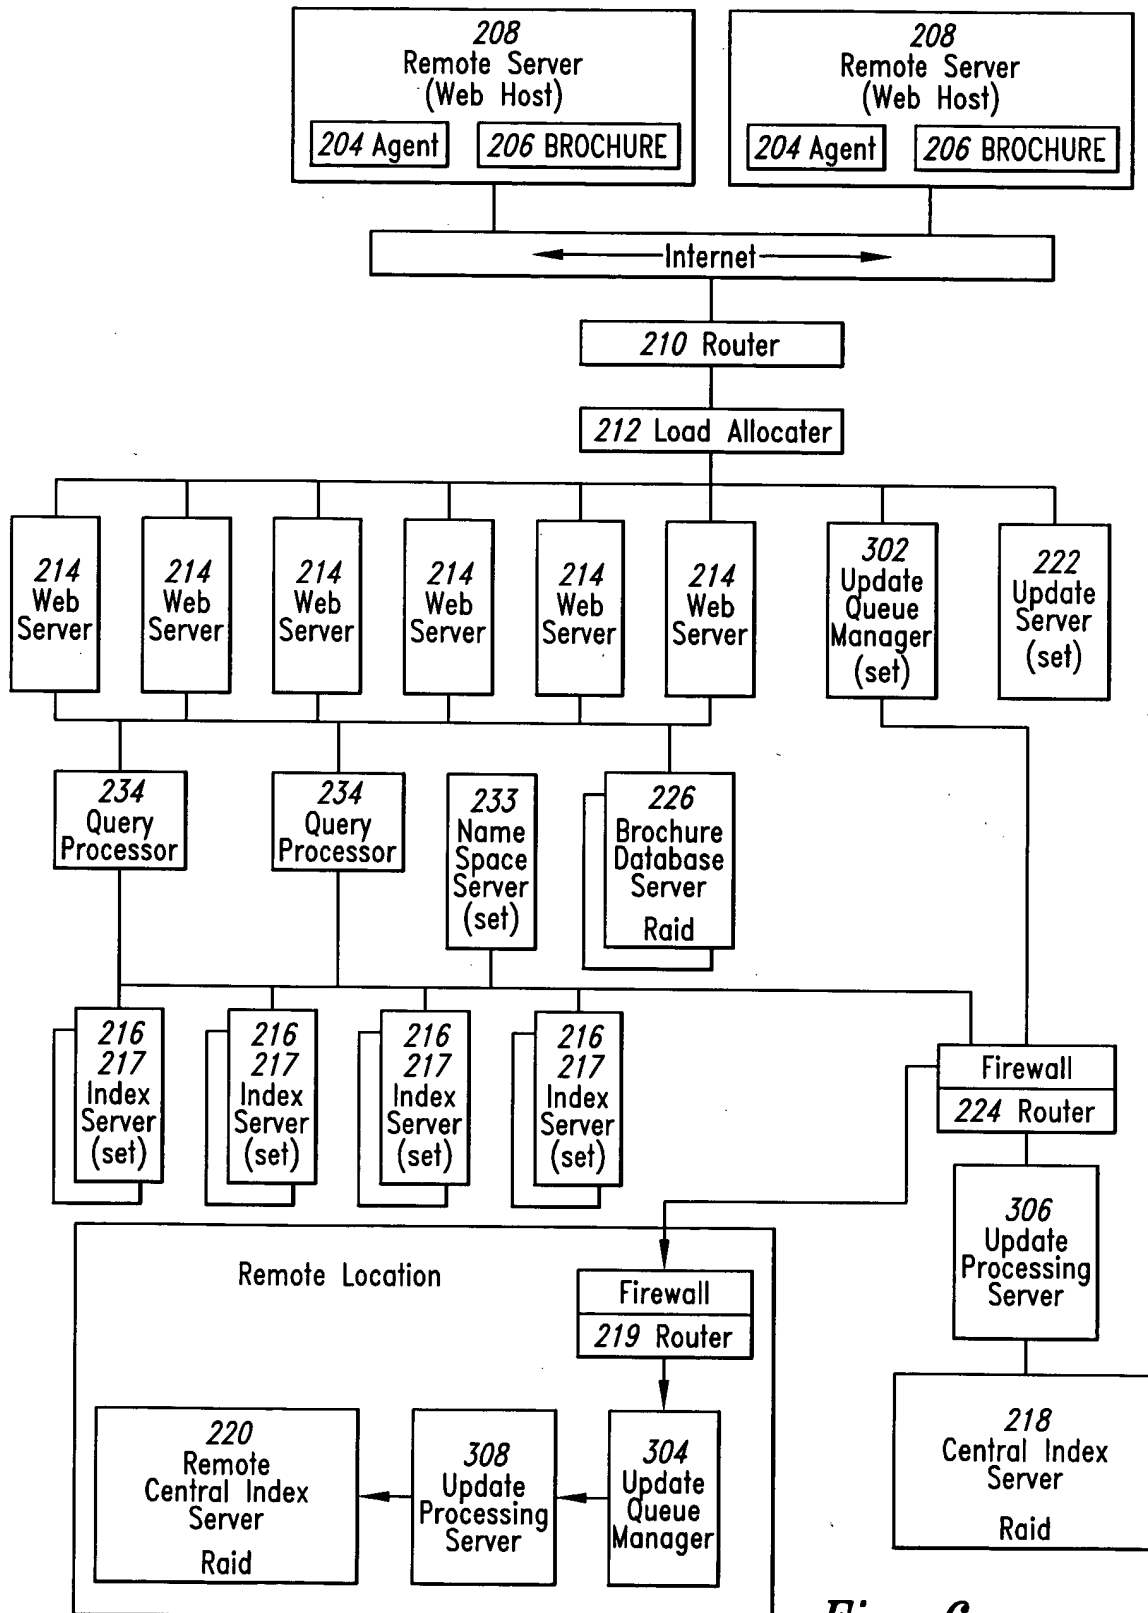 208
Remote Server
(Web Host)
204 Agent
206 BROCHURE
208
Remote Server
(Web Host)
204 Agent
206 BROCHURE
Internet
210 Router
212 Load Allocater
214
Web
Server
214
Web
Server
214
Web
Server
214
Web
Server
214
Web
Server
214
Web
Server
302
Update
Queue
Manager
(set)
222
Update
Server
(set)
234
Query
Processor
234
Query
Processor
233
Name
Space
Server
(set)
226
Brochure
Database
Server
Raid
216
217
Index
Server
(set)
216
217
Index
Server
(set)
216
217
Index
Server
(set)
216
217
Index
Server
(set)
Firewall
224 Router
306
Update
Processing
Server
218
Central Index
Server
Raid
Remote Location
Firewall
219 Router
220
Remote
Central Index
Server
Raid
308
Update
Processing
Server
304
Update
Queue
Manager